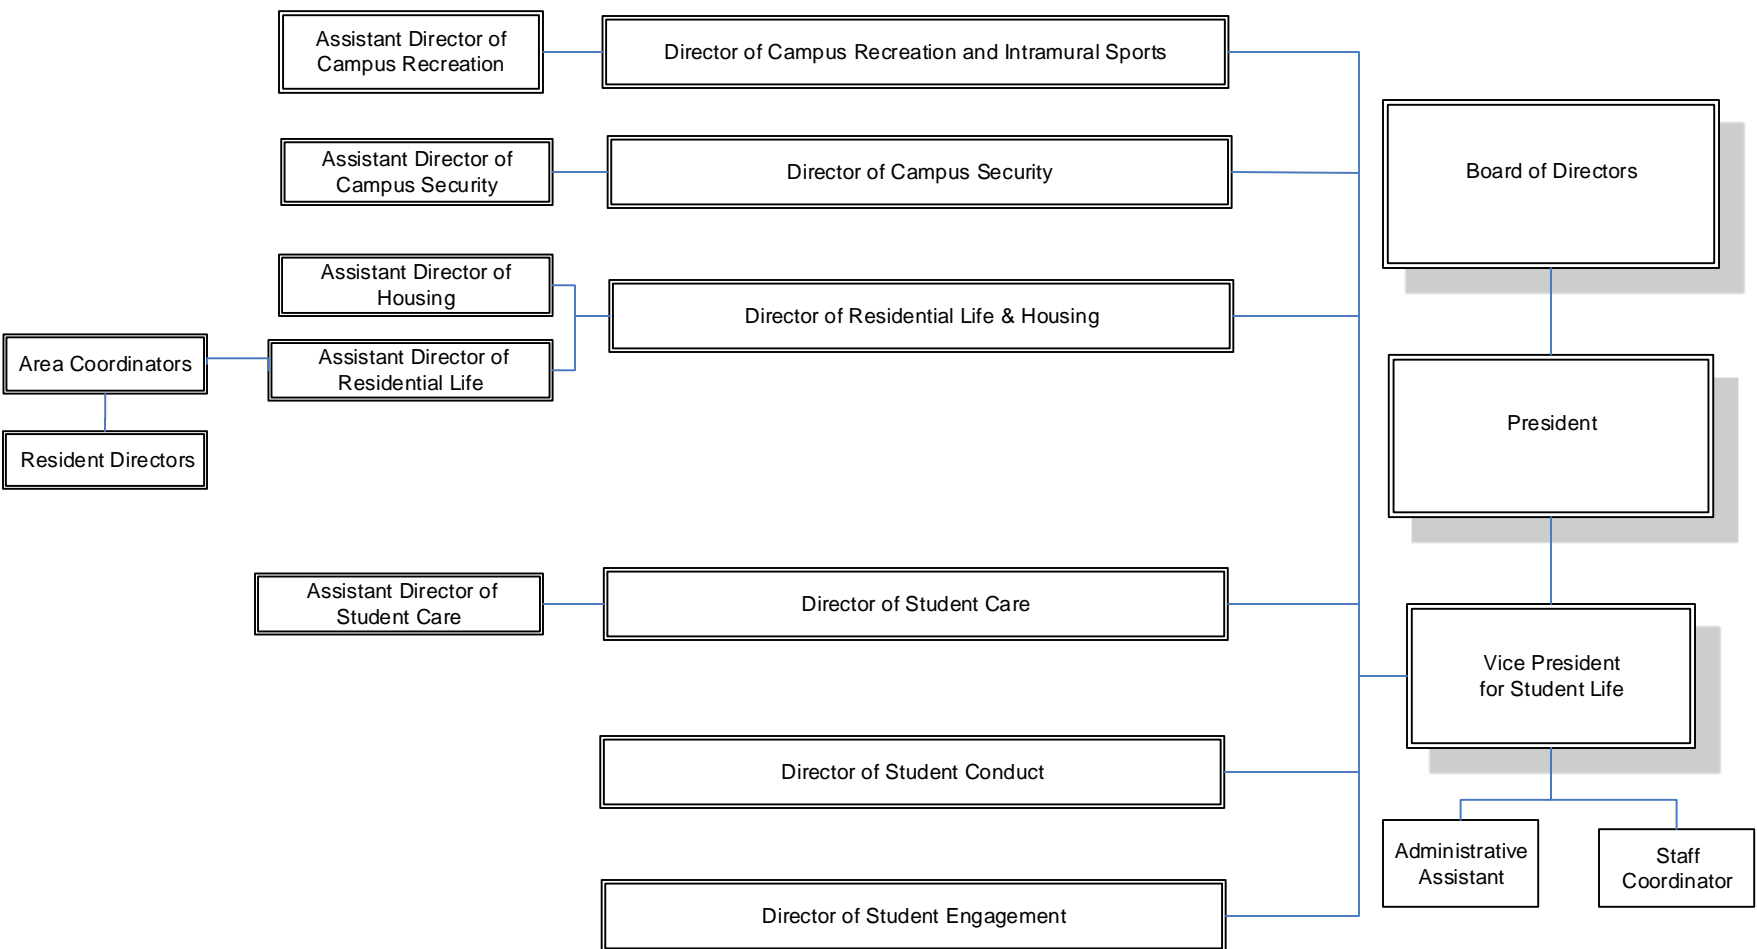 Assistant Director of
Campus Recreation
Director of Campus Recreation and Intramural Sports
Assistant Director of
Campus Security
Director of Campus Security
Board of Directors
Assistant Director of
Housing
Director of Residential Life & Housing
Area Coordinators
Assistant Director of
Residential Life
Resident Directors
President
Assistant Director of
Student Care
Director of Student Care
Vice President
for Student Life
Director of Student Conduct
Administrative
Assistant
Staff
Coordinator
Director of Student Engagement